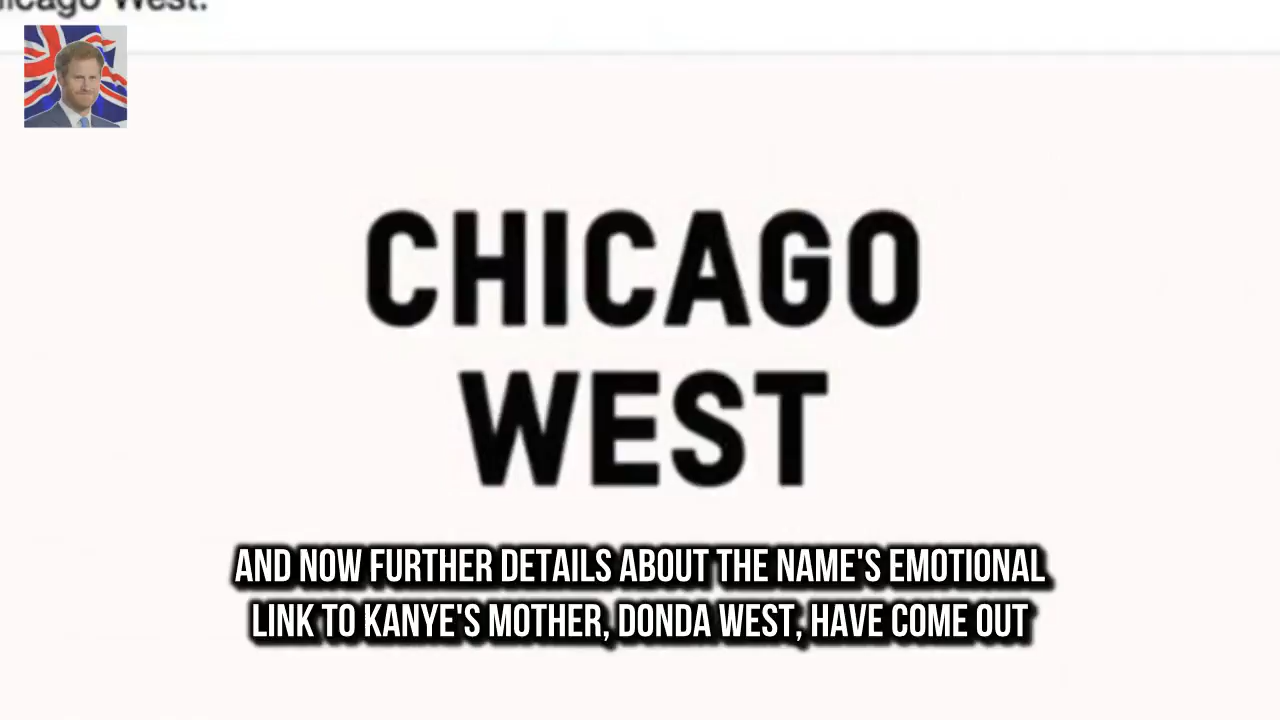 West.
CHICAGO
WEST
AND NOW FURTHER DETAILS ABOUT THE NAME'S EMOTIONAL
LINK TO KANYE'S MOTHER, DONDA WEST, HAVE COME OUT